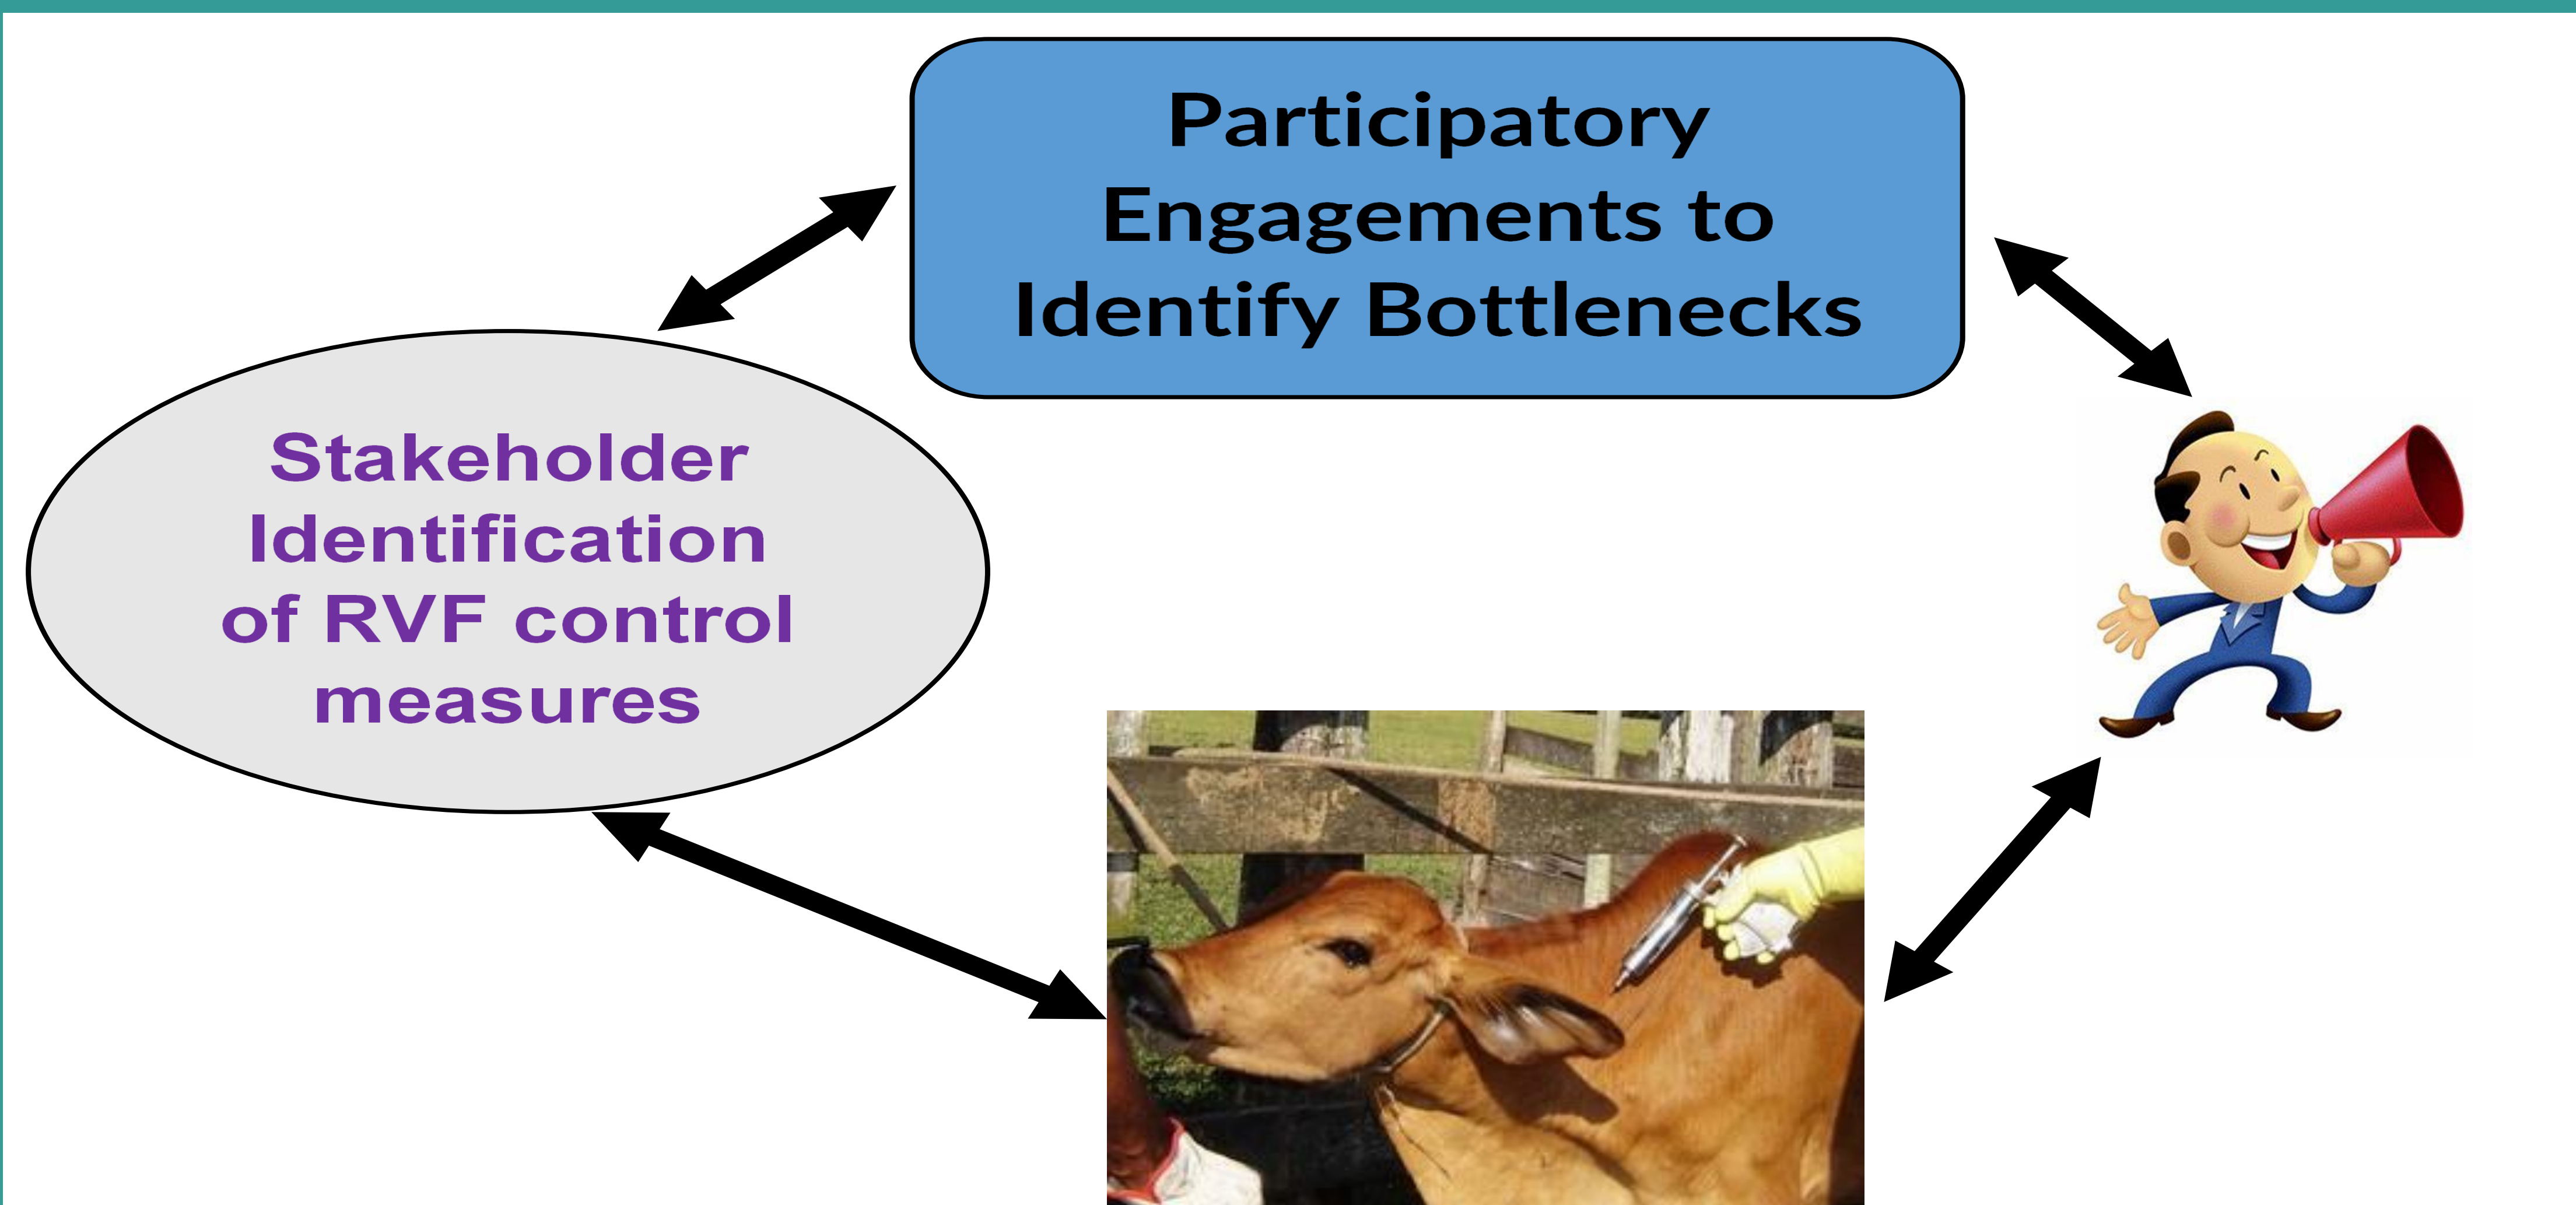 Participatory
Engagements to
Identify Bottlenecks
Stakeholder
Identification
of RVF control
measures